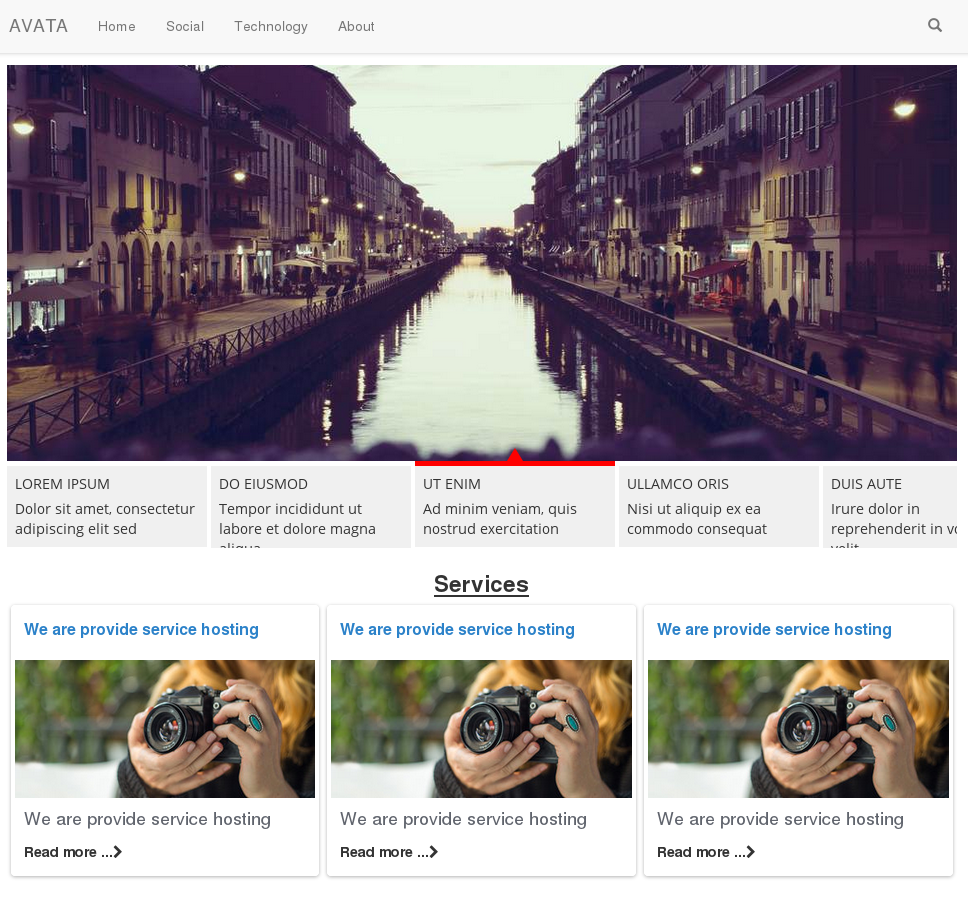 AVATA Home Social Technology About
LOREM IPSUM
Dolor sit amet, consectetur
adipiscing elit sed
DO EIUSMOD
Tempor incididunt ut
labore et dolore magna
aliqua
UT ENIM
Ad minim veniam, quis
nostrud exercitation
ULLAMCO ORIS
Nisi ut aliquip ex ea
commodo consequat
DUIS AUTE
Irure dolor in
reprehenderit in
velit
Services
We are provide service hosting
We are provide service hosting
Read more ...
We are provide service hosting
We are provide service hosting
Read more ...
We are provide service hosting
We are provide service hosting
Read more ...